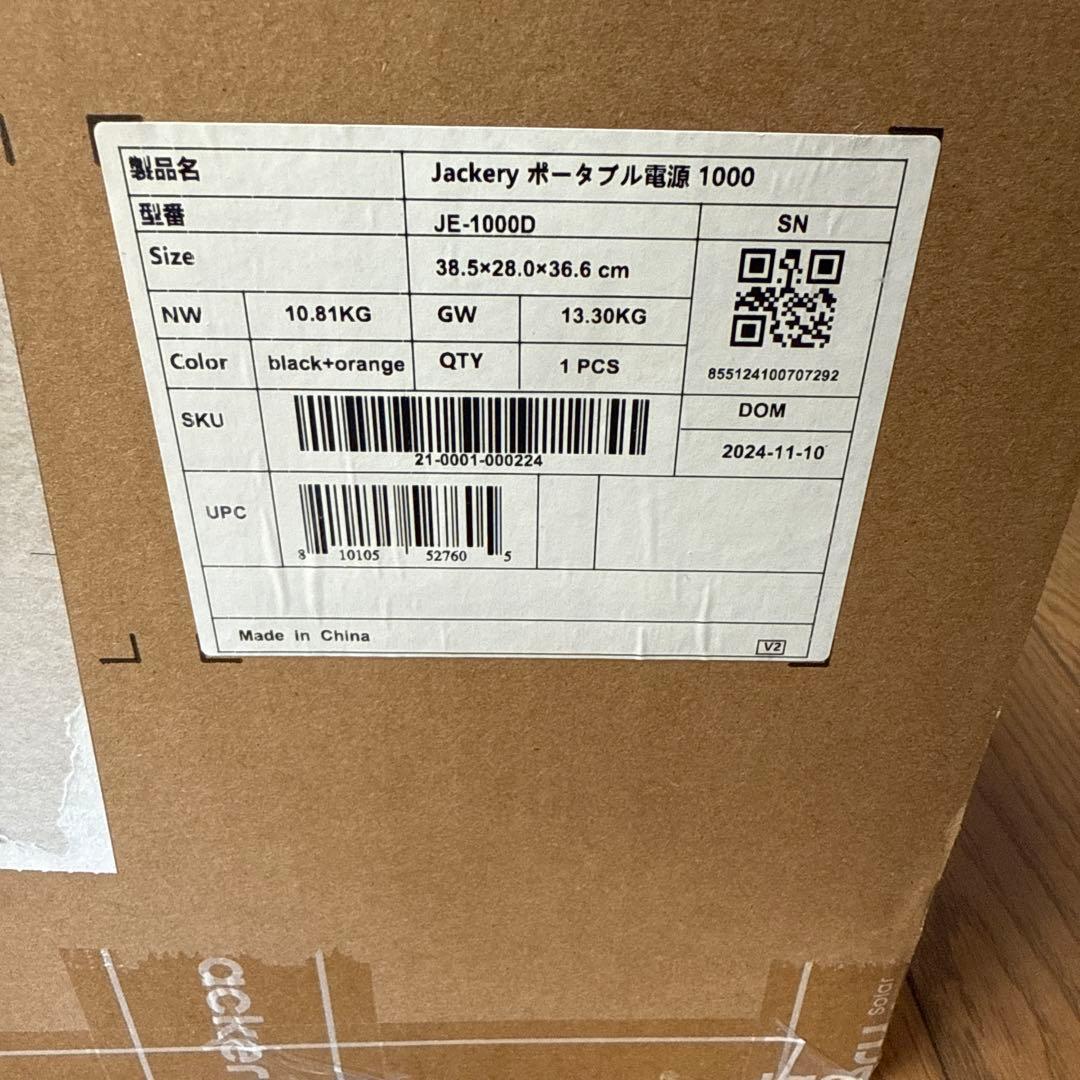 製品名 Jackery ポータブル電源 1000
型番 JE-1000D SN
Size 38.5×28.0×36.6 cm
NW 10.81KG GW 13.30KG
855124100707292
Color black+orange QTY 1 PCS
SKU
21-0001-000224
DOM
2024-11-10
UPC
8 10105 52760 5
Made in China
V2
acker
Solar